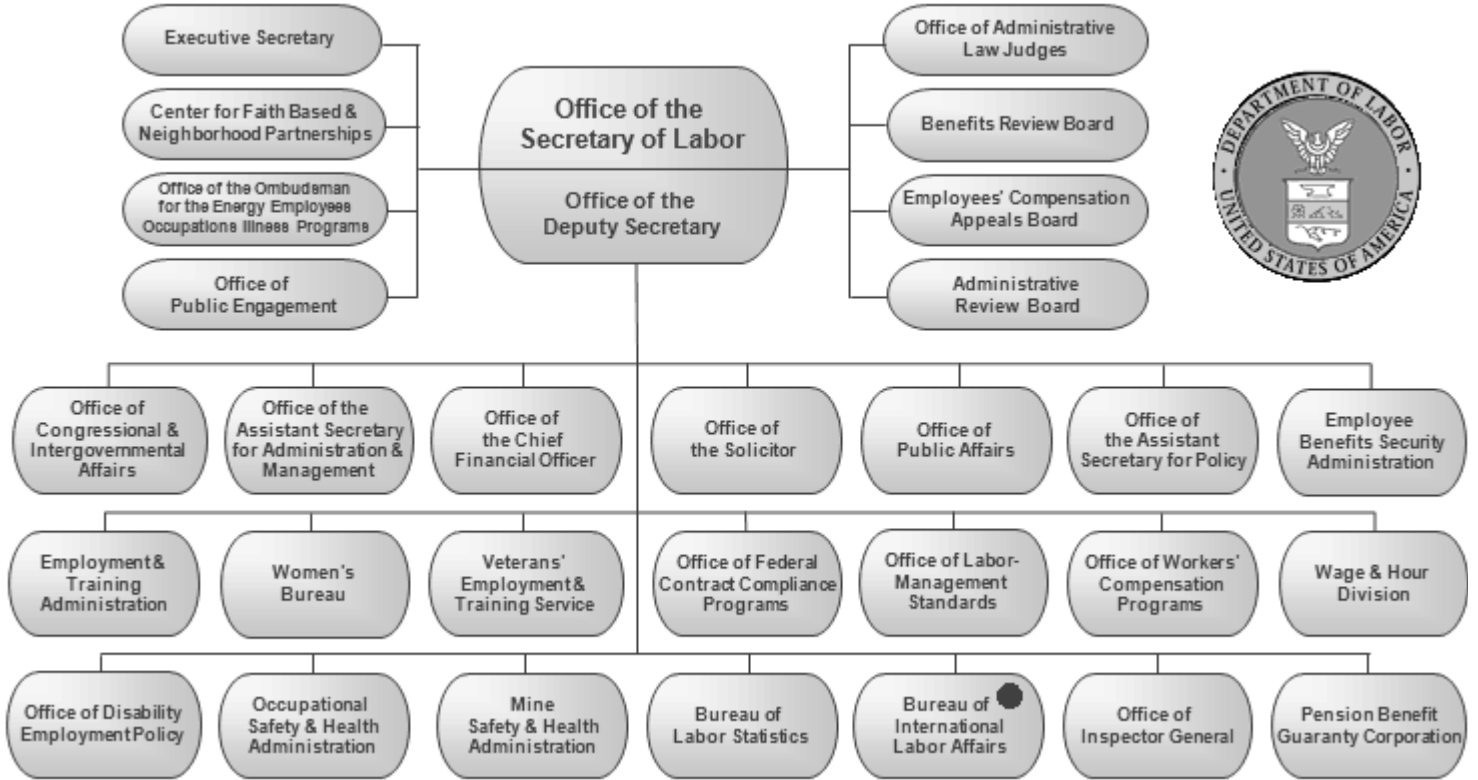 Executive Secretary
Center for Faith Based &
Neighborhood Partnerships
Office of the Ombudsman
for the Energy Employees
Occupations Illness Programs
Office of
Public Engagement
Office of the
Secretary of Labor
Office of the
Deputy Secretary
Office of Administrative
Law Judges
Benefits Review Board
Employees' Compensation
Appeals Board
Administrative
Review Board
DEPARTMENT OF LABOR
UNITED STATES OF AMERICA
Office of
Congressional &
Intergovernmental
Affairs
Office of the
Assistant Secretary
for Administration &
Management
Office of
the Chief
Financial Officer
Office of
the Solicitor
Office of
Public Affairs
Office of
the Assistant
Secretary for Policy
Employee
Benefits Security
Administration
Employment &
Training
Administration
Women's
Bureau
Veterans'
Employment &
Training Service
Office of Federal
Contract Compliance
Programs
Office of Labor-
Management
Standards
Office of Workers'
Compensation
Programs
Wage & Hour
Division
Office of Disability
Employment Policy
Occupational
Safety & Health
Administration
Mine
Safety & Health
Administration
Bureau of
Labor Statistics
Bureau of
International
Labor Affairs
Office of
Inspector General
Pension Benefit
Guaranty Corporation